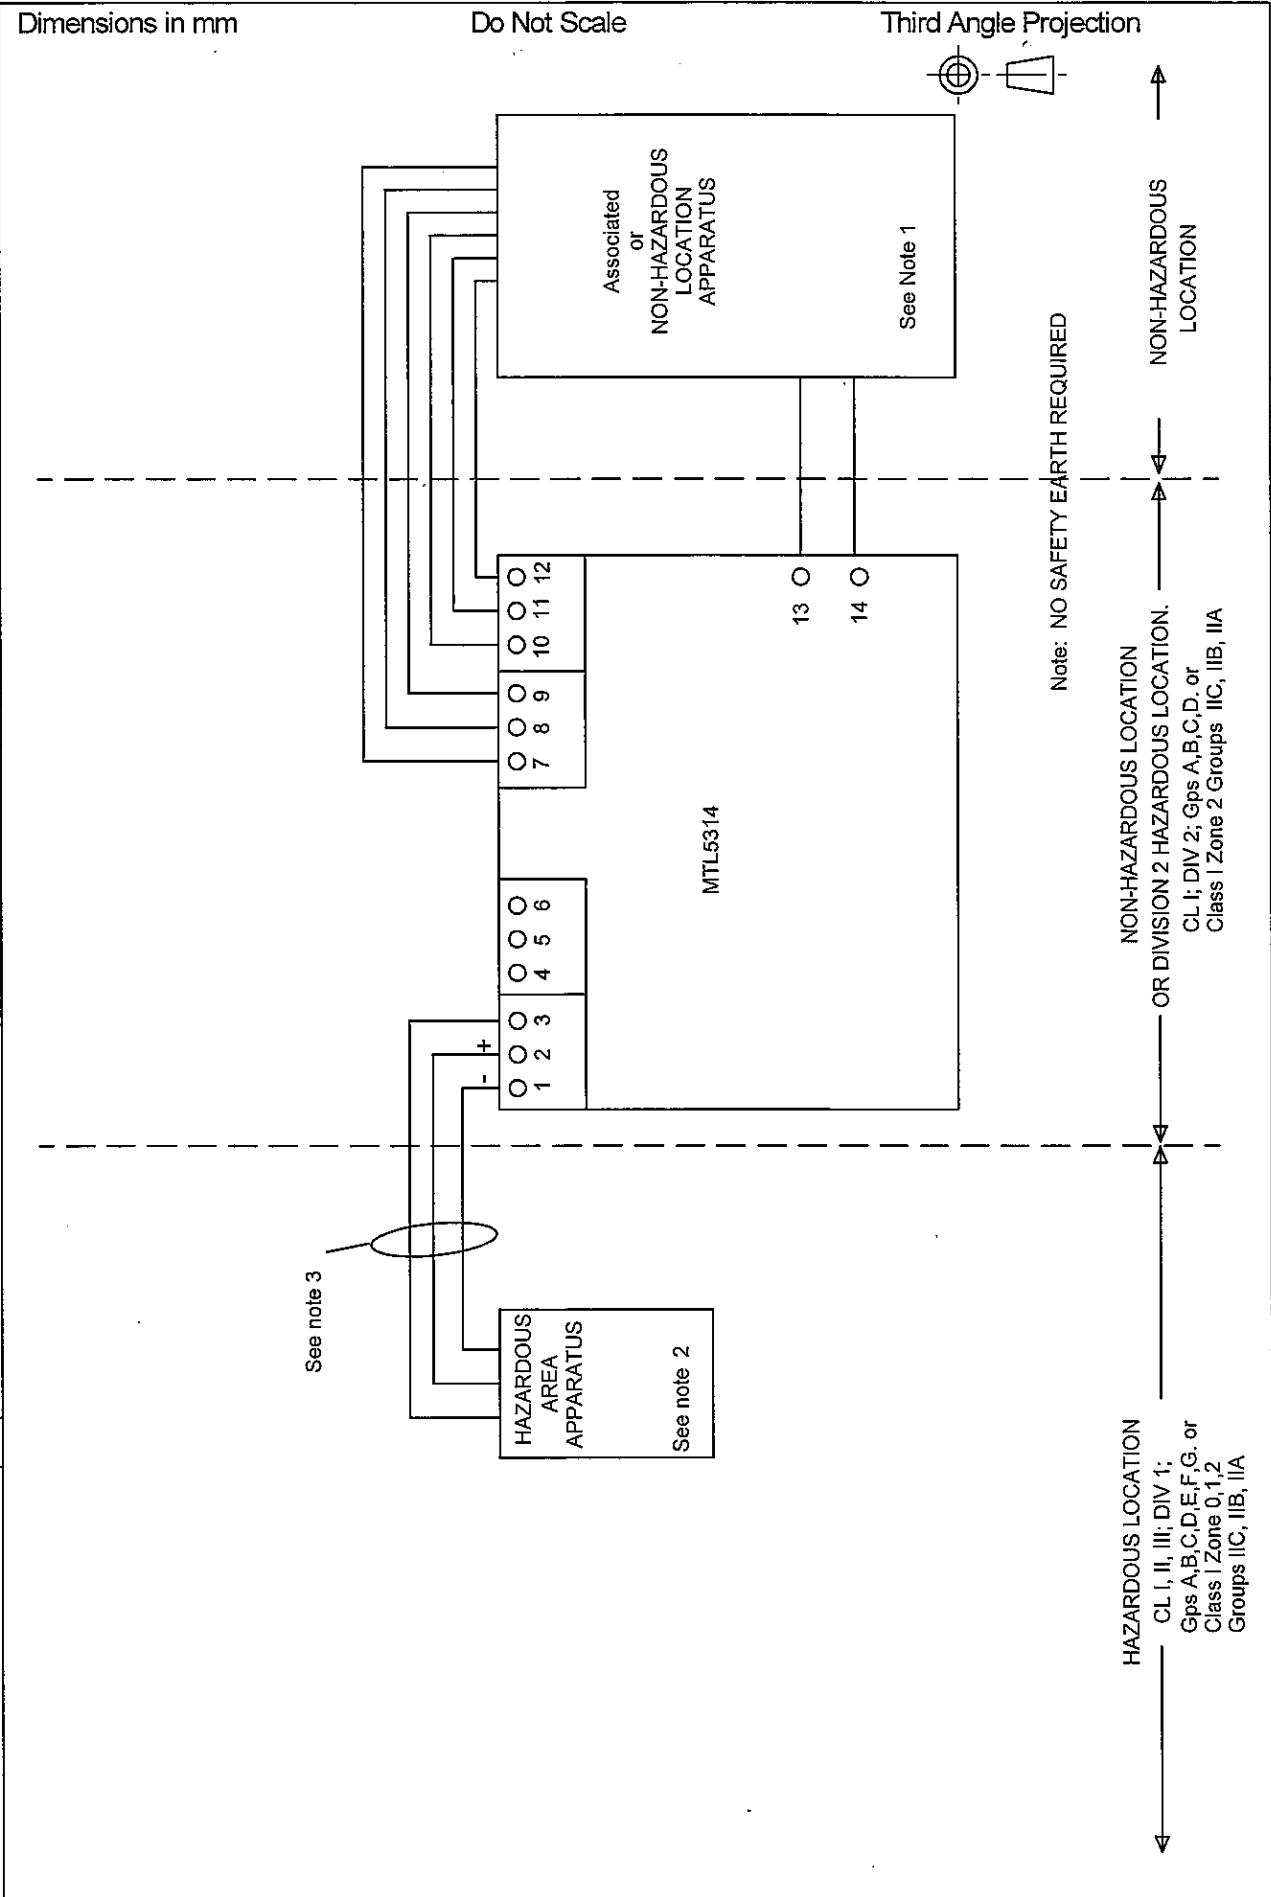 Dimensions in mm
Do Not Scale
Third Angle Projection
See note 3
HAZARDOUS
AREA
APPARATUS
See note 2
- +
1 2 3 4 5 6 7 8 9 10 11 12
MTL5314
13
14
Associated
or
NON-HAZARDOUS
LOCATION
APPARATUS
See Note 1
Note: NO SAFETY EARTH REQUIRED
HAZARDOUS LOCATION
CL I, II, III; DIV 1;
Gps A,B,C,D,E,F,G. or
Class I Zone 0,1,2
Groups IIC, IIB, IIA
NON-HAZARDOUS LOCATION
OR DIVISION 2 HAZARDOUS LOCATION.
CL I; DIV 2; Gps A,B,C,D. or
Class I Zone 2 Groups IIC, IIB, IIA
NON-HAZARDOUS
LOCATION